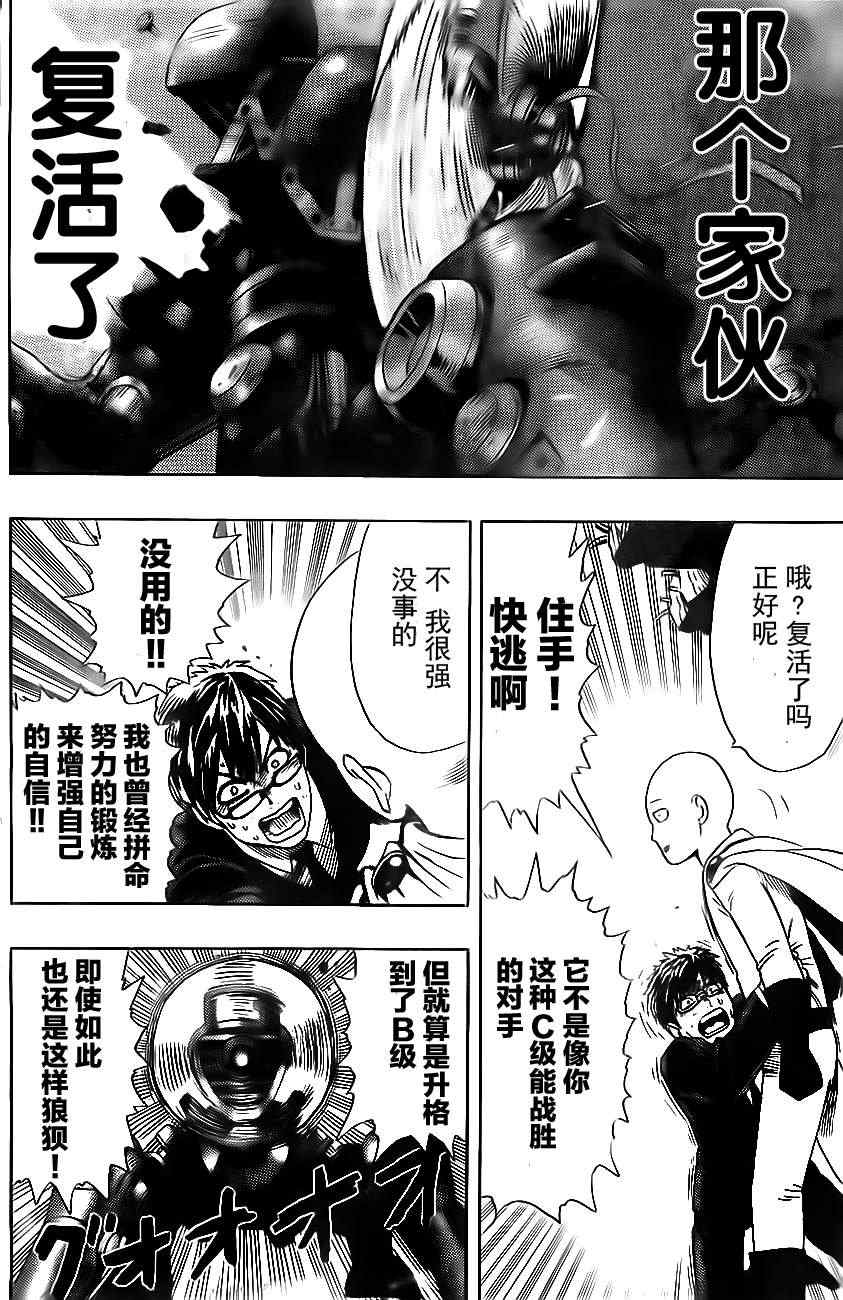 那个家伙
复活了
哦？复活了吗
正好呢
住手！
快逃啊
它不是像你
这种C级能战胜
的对手
不 我很强
没事的
没用的!!
我也曾经拼命
努力的锻炼
来增强自己
的自信!!
但就算是升格
到了B级
即使如此
也还是这样狼狈！
グオオオオ